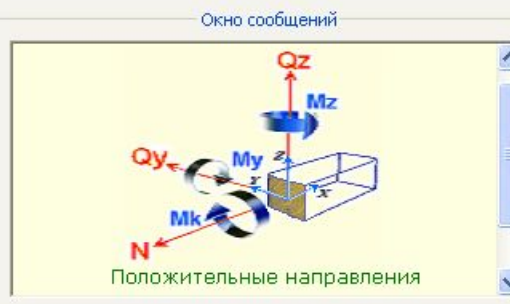 Окно сообщений
Qz
Mz
Qy
My
z
Y
x
Mk
N
Положительные направления